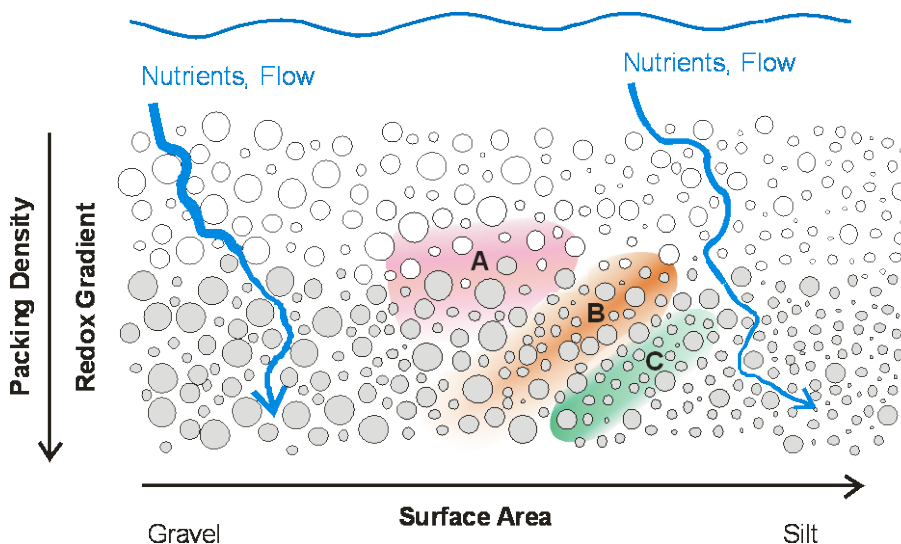 Nutrients, Flow
Nutrients, Flow
Packing Density
Redox Gradient
A
B
C
Surface Area
Gravel
Silt